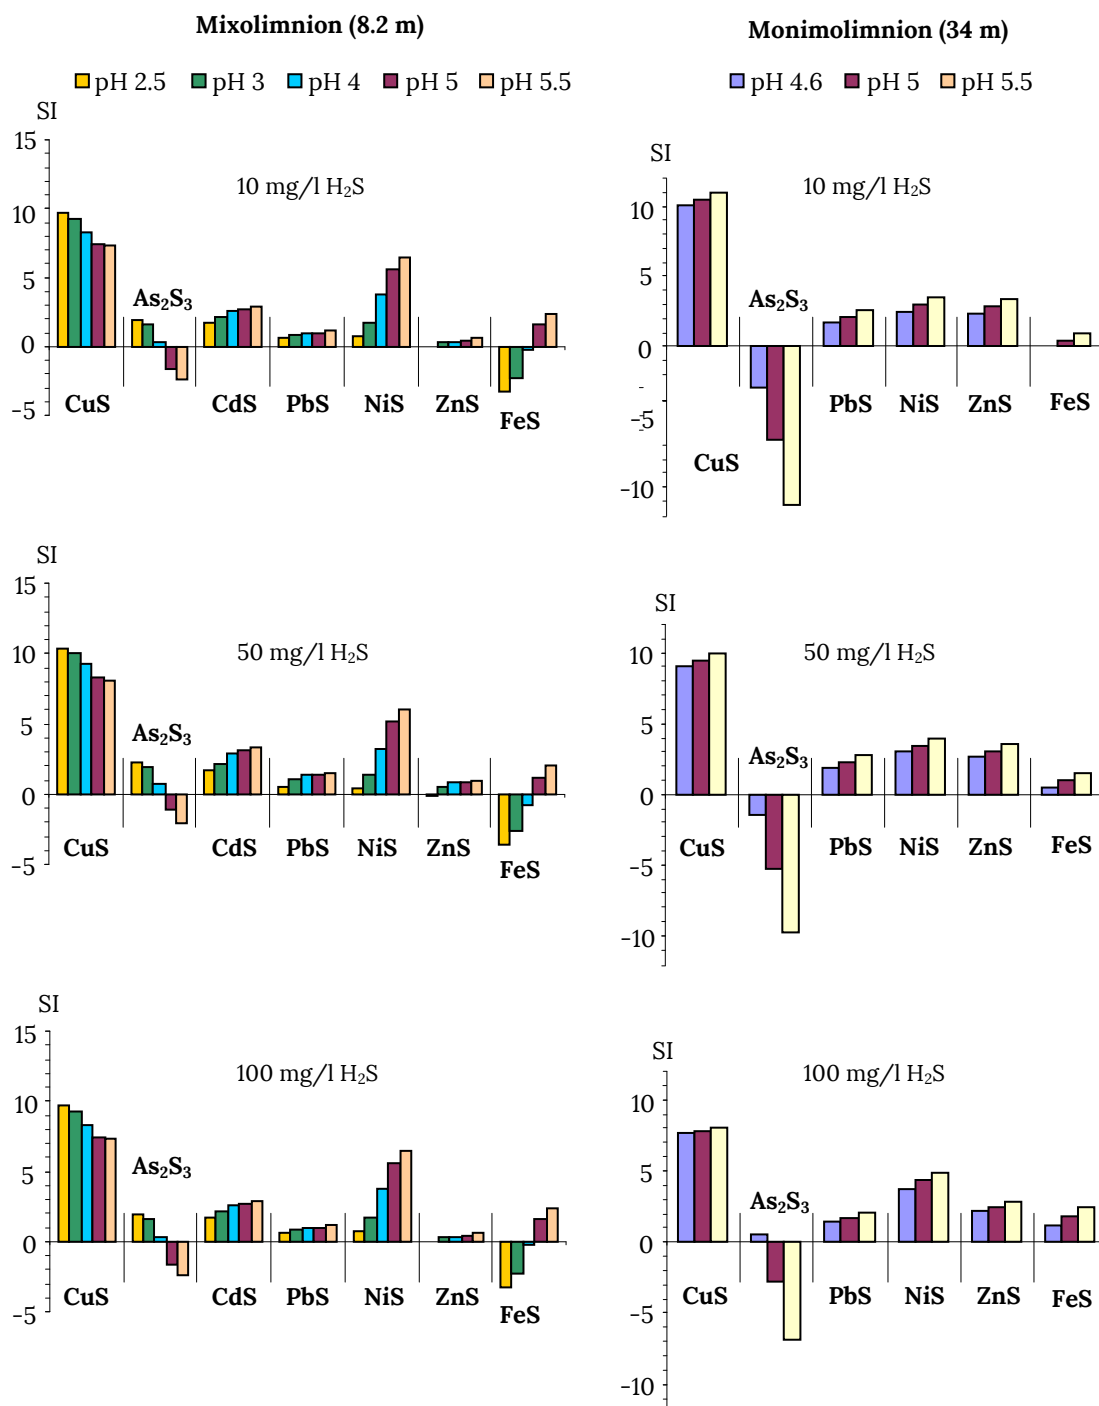 Mixolimnion (8.2 m)
pH 2.5 pH 3 pH 4 pH 5 pH 5.5
SI
15
10 mg/l H₂S
10
5
As₂S₃
0
CuS CdS PbS NiS ZnS
−5
FeS
SI
15
50 mg/l H₂S
10
5
As₂S₃
0
CuS CdS PbS NiS ZnS
−5
FeS
SI
15
100 mg/l H₂S
10
As₂S₃
5
0
CuS CdS PbS NiS ZnS
−5
FeS
Monimolimnion (34 m)
pH 4.6 pH 5 pH 5.5
SI
10 mg/l H₂S
10
5
As₂S₃
0
PbS NiS ZnS FeS
−5
CuS
−10
SI
50 mg/l H₂S
10
5
As₂S₃
0
CuS PbS NiS ZnS FeS
−5
−10
SI
100 mg/l H₂S
10
5
As₂S₃
0
CuS PbS NiS ZnS FeS
−5
−10